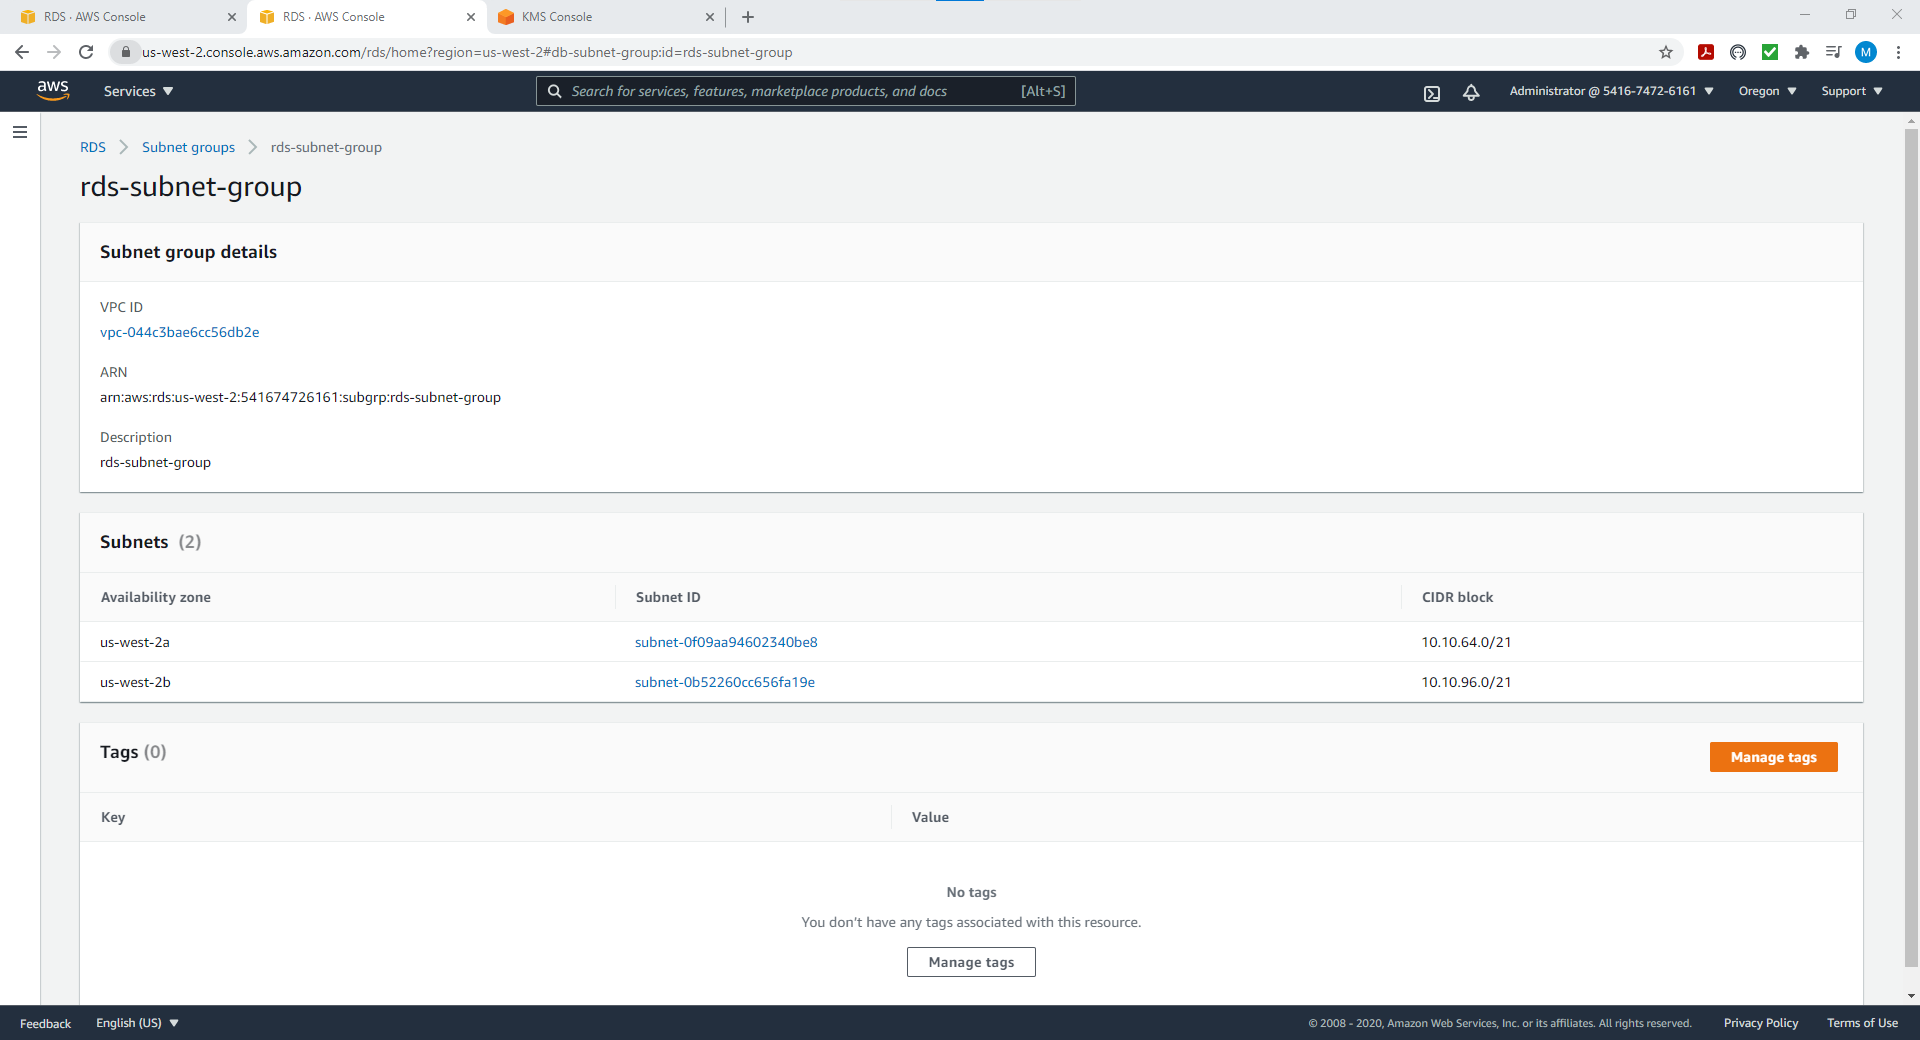 RDS · AWS Console
RDS · AWS Console
KMS Console
us-west-2.console.aws.amazon.com/rds/home?region=us-west-2#db-subnet-group:id=rds-subnet-group
M
aws
Services
Search for services, features, marketplace products, and docs
[Alt+S]
Administrator @ 5416-7472-6161
Oregon
Support
RDS
Subnet groups
rds-subnet-group
rds-subnet-group
Subnet group details
VPC ID
vpc-044c3bae6cc56db2e
ARN
arn:aws:rds:us-west-2:541674726161:subgrp:rds-subnet-group
Description
rds-subnet-group
Subnets (2)
Availability zone
Subnet ID
CIDR block
us-west-2a
subnet-0f09aa94602340be8
10.10.64.0/21
us-west-2b
subnet-0b52260cc656fa19e
10.10.96.0/21
Tags (0)
Manage tags
Key
Value
No tags
You don't have any tags associated with this resource.
Manage tags
Feedback
English (US)
© 2008 - 2020, Amazon Web Services, Inc. or its affiliates. All rights reserved.
Privacy Policy
Terms of Use